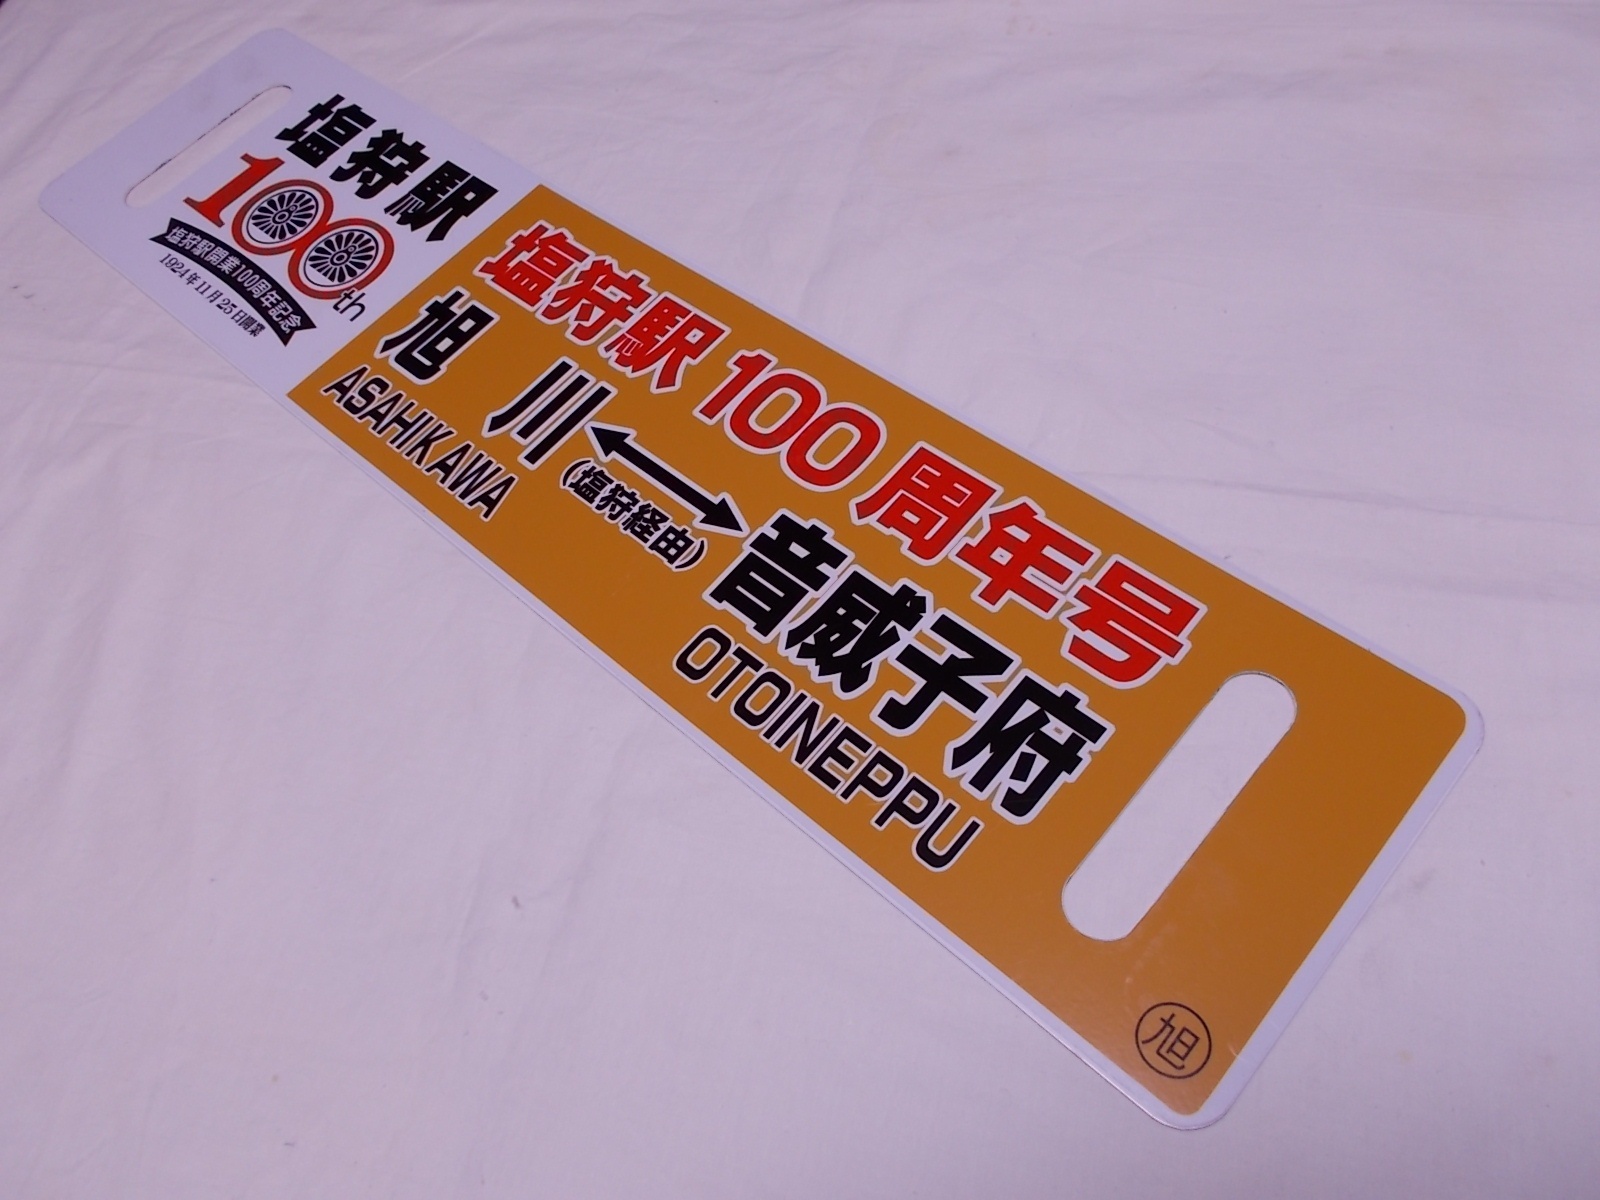 塩狩駅
100th
塩狩駅開業100周年記念
1924年11月25日開業
塩狩駅100周年号
旭川
ASAHIKAWA
(塩狩経由)
音威子府
OTOINEPPU
旭